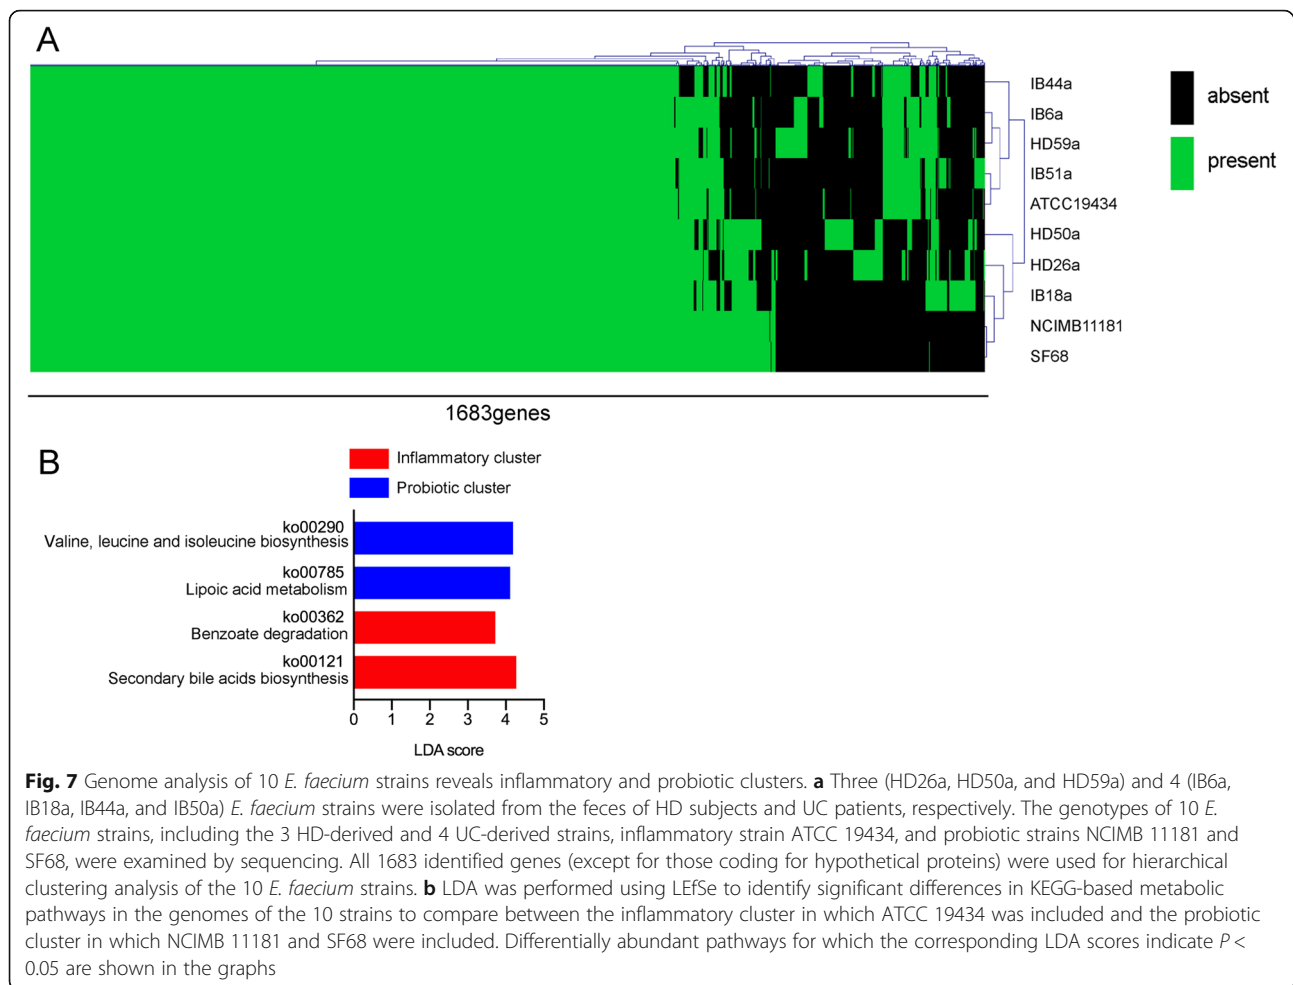 A
IB44a
IB6a
HD59a
IB51a
ATCC19434
HD50a
HD26a
IB18a
NCIMB11181
SF68
absent
present
1683genes
B
Inflammatory cluster
Probiotic cluster
ko00290
Valine, leucine and isoleucine biosynthesis
ko00785
Lipoic acid metabolism
ko00362
Benzoate degradation
ko00121
Secondary bile acids biosynthesis
0 1 2 3 4 5
LDA score
Fig. 7 Genome analysis of 10 E. faecium strains reveals inflammatory and probiotic clusters. a Three (HD26a, HD50a, and HD59a) and 4 (IB6a,
IB18a, IB44a, and IB50a) E. faecium strains were isolated from the feces of HD subjects and UC patients, respectively. The genotypes of 10 E.
faecium strains, including the 3 HD-derived and 4 UC-derived strains, inflammatory strain ATCC 19434, and probiotic strains NCIMB 11181 and
SF68, were examined by sequencing. All 1683 identified genes (except for those coding for hypothetical proteins) were used for hierarchical
clustering analysis of the 10 E. faecium strains. b LDA was performed using LEfSe to identify significant differences in KEGG-based metabolic
pathways in the genomes of the 10 strains to compare between the inflammatory cluster in which ATCC 19434 was included and the probiotic
cluster in which NCIMB 11181 and SF68 were included. Differentially abundant pathways for which the corresponding LDA scores indicate P <
0.05 are shown in the graphs